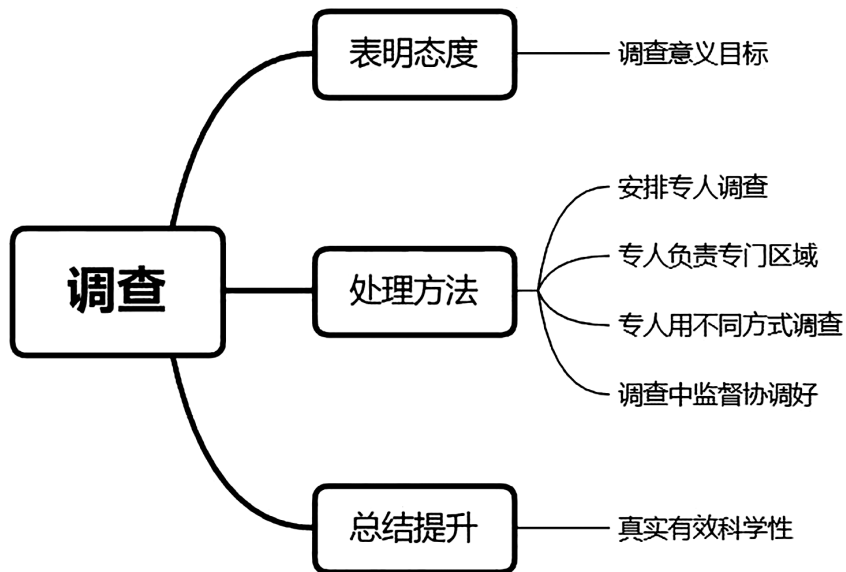 调查
表明态度
调查意义目标
处理方法
安排专人调查
专人负责专门区域
专人用不同方式调查
调查中监督协调好
总结提升
真实有效科学性